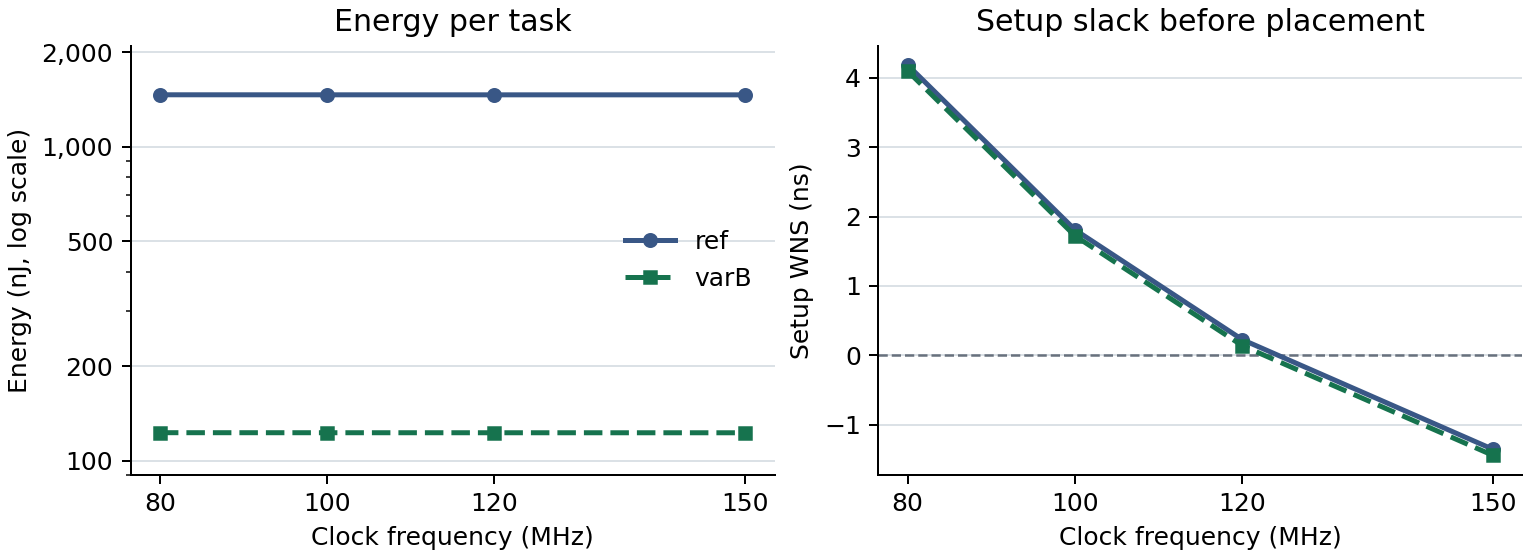 Energy per task
2,000
1,000
500
200
100
Energy (nJ, log scale)
80 100 120 150
Clock frequency (MHz)
ref
varB
Setup slack before placement
4
3
2
1
0
−1
Setup WNS (ns)
80 100 120 150
Clock frequency (MHz)